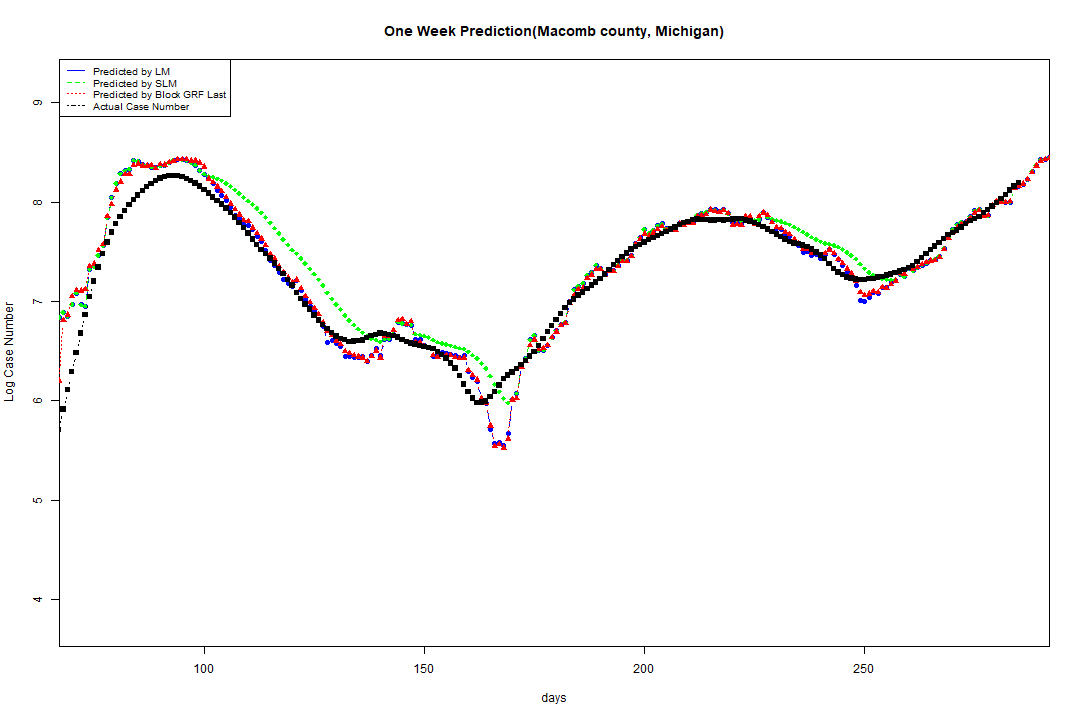 One Week Prediction(Macomb county, Michigan)
Predicted by LM
Predicted by SLM
Predicted by Block GRF Last
Actual Case Number
9
8
7
6
5
4
Log Case Number
100
150
200
250
days